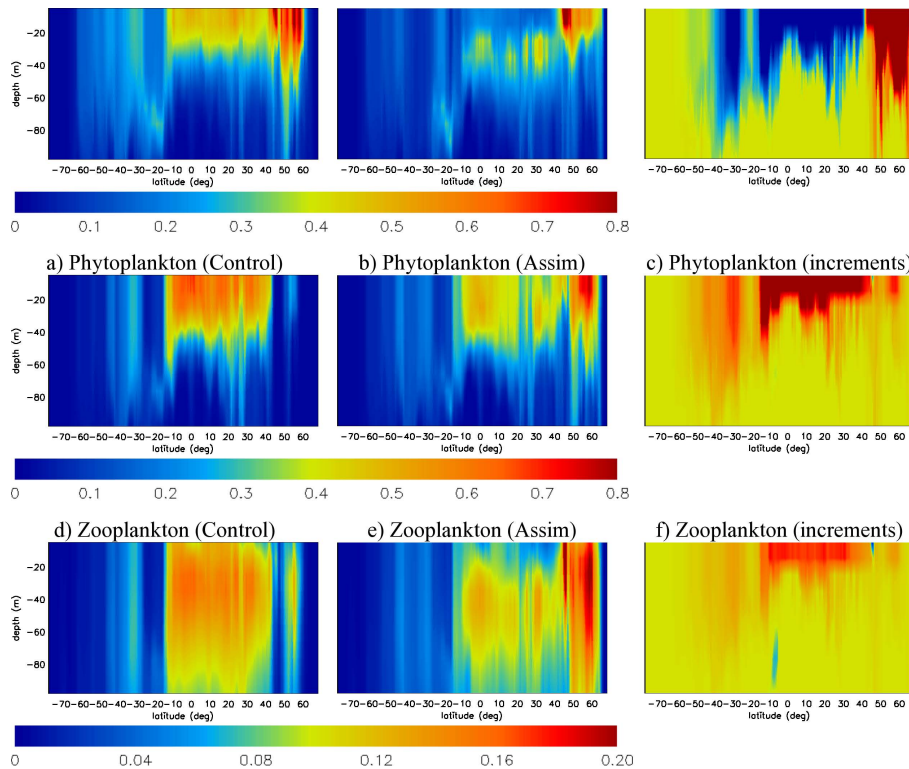 depth (m)
-20
-40
-60
-80
-70-60-50-40-30-20-10 0 10 20 30 40 50 60
latitude (deg)
-70-60-50-40-30-20-10 0 10 20 30 40 50 60
latitude (deg)
-70-60-50-40-30-20-10 0 10 20 30 40 50 60
latitude (deg)
0 0.1 0.2 0.3 0.4 0.5 0.6 0.7 0.8
a) Phytoplankton (Control)
b) Phytoplankton (Assim)
c) Phytoplankton (increments)
depth (m)
-20
-40
-60
-80
-70-60-50-40-30-20-10 0 10 20 30 40 50 60
latitude (deg)
-70-60-50-40-30-20-10 0 10 20 30 40 50 60
latitude (deg)
-70-60-50-40-30-20-10 0 10 20 30 40 50 60
latitude (deg)
0 0.1 0.2 0.3 0.4 0.5 0.6 0.7 0.8
d) Zooplankton (Control)
e) Zooplankton (Assim)
f) Zooplankton (increments)
depth (m)
-20
-40
-60
-80
-70-60-50-40-30-20-10 0 10 20 30 40 50 60
latitude (deg)
-70-60-50-40-30-20-10 0 10 20 30 40 50 60
latitude (deg)
-70-60-50-40-30-20-10 0 10 20 30 40 50 60
latitude (deg)
0 0.04 0.08 0.12 0.16 0.20